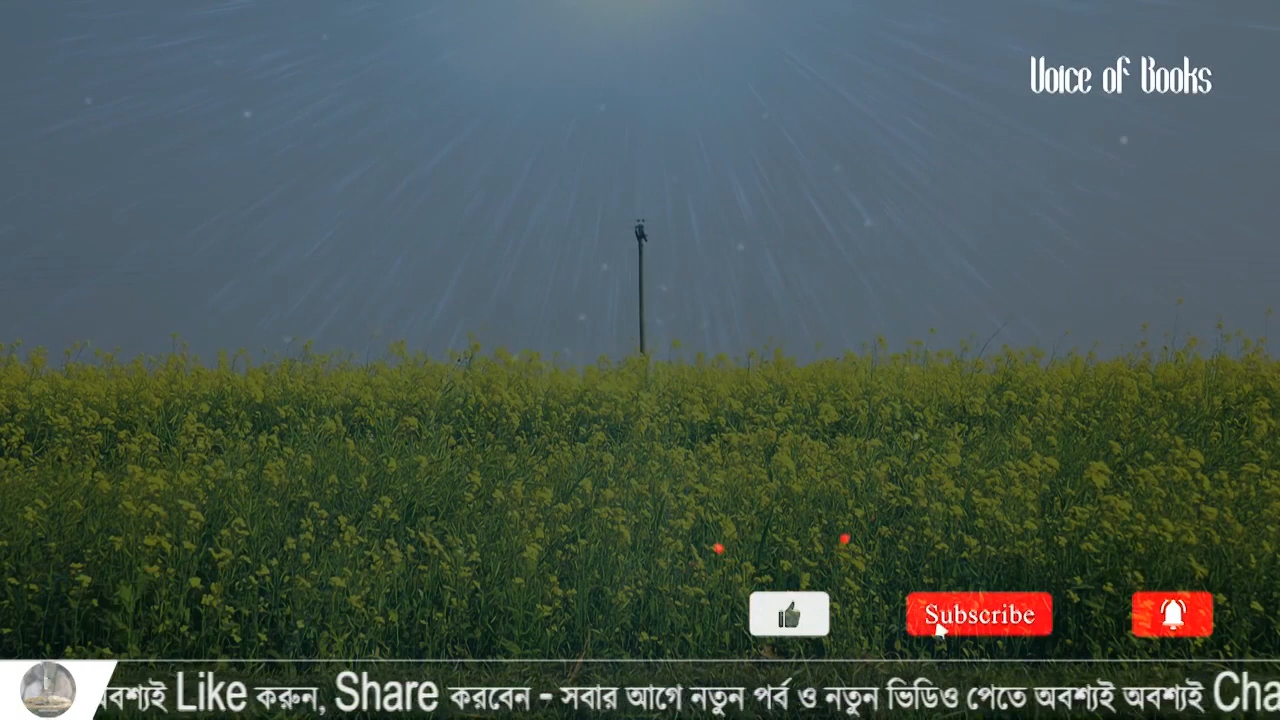 Voice of Books
Subscribe
বশ্যই Like করুন, Share করবেন - সবার আগে নতুন পর্ব ও নতুন ভিডিও পেতে অবশ্যই অবশ্যই Cha